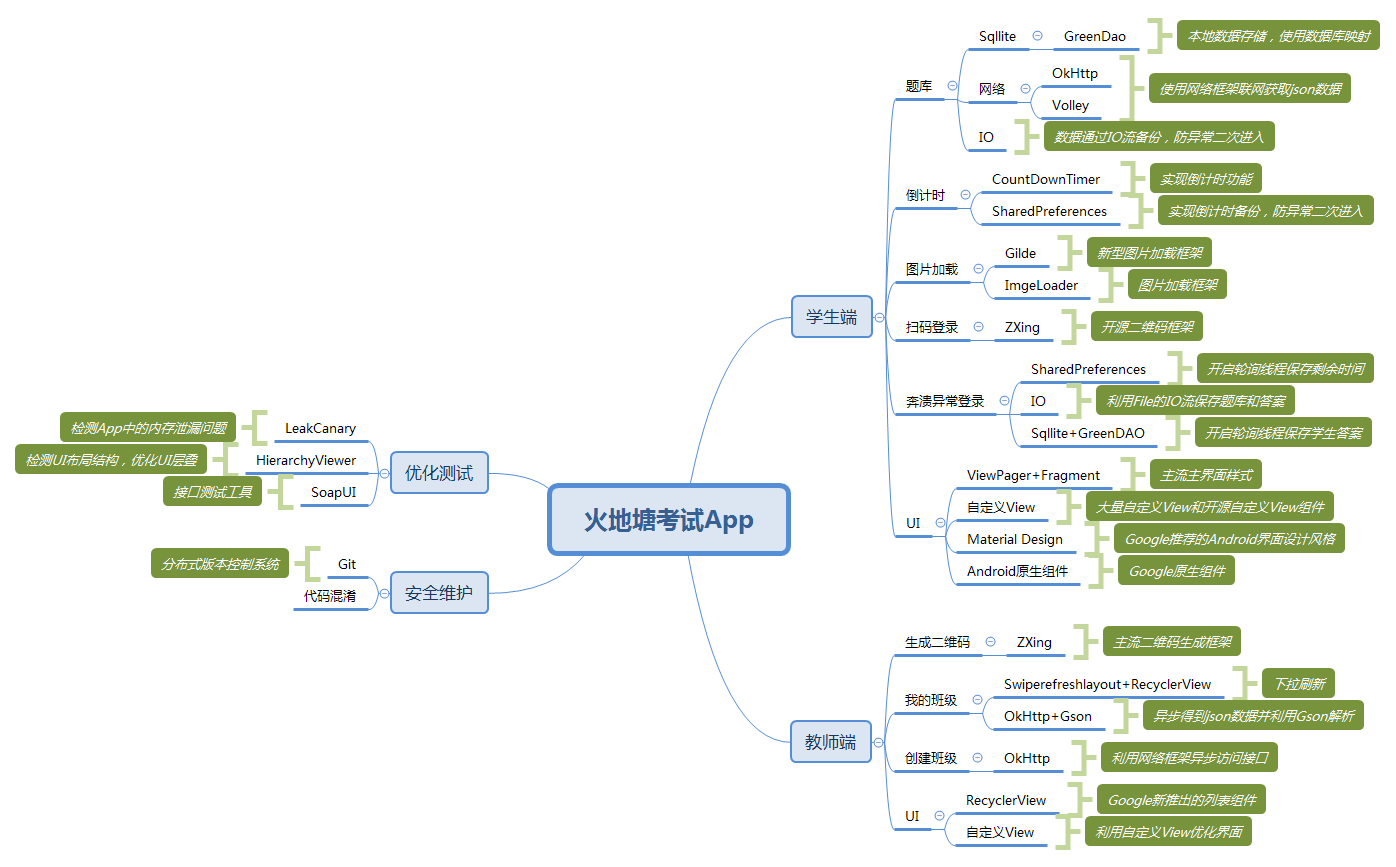 火地塘考试App
学生端
题库
Sqllite
GreenDao
本地数据存储，使用数据库映射
网络
OkHttp
Volley
使用网络框架联网获取json数据
IO
数据通过IO流备份，防异常二次进入
倒计时
CountDownTimer
实现倒计时功能
SharedPreferences
实现倒计时备份，防异常二次进入
图片加载
Gilde
新型图片加载框架
ImgeLoader
图片加载框架
扫码登录
ZXing
开源二维码框架
奔溃异常登录
SharedPreferences
开启轮询线程保存剩余时间
IO
利用File的IO流保存题库和答案
Sqllite+GreenDAO
开启轮询线程保存学生答案
UI
ViewPager+Fragment
主流主界面样式
自定义View
大量自定义View和开源自定义View组件
Material Design
Google推荐的Android界面设计风格
Android原生组件
Google原生组件
教师端
生成二维码
ZXing
主流二维码生成框架
我的班级
Swiperefreshlayout+RecyclerView
下拉刷新
OkHttp+Gson
异步得到json数据并利用Gson解析
创建班级
OkHttp
利用网络框架异步访问接口
UI
RecyclerView
Google新推出的列表组件
自定义View
利用自定义View优化界面
优化测试
LeakCanary
检测App中的内存泄漏问题
HierarchyViewer
检测UI布局结构，优化UI层叠
SoapUI
接口测试工具
安全维护
Git
分布式版本控制系统
代码混淆